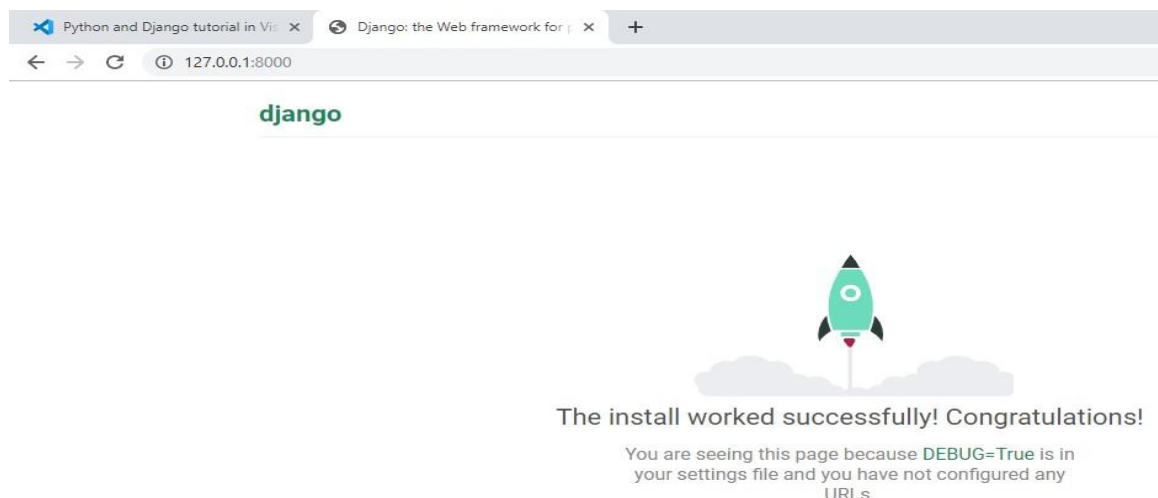 Python and Django tutorial in Vis
Django: the Web framework for p
127.0.0.1:8000
django
The install worked successfully! Congratulations!
You are seeing this page because DEBUG=True is in
your settings file and you have not configured any
URLs